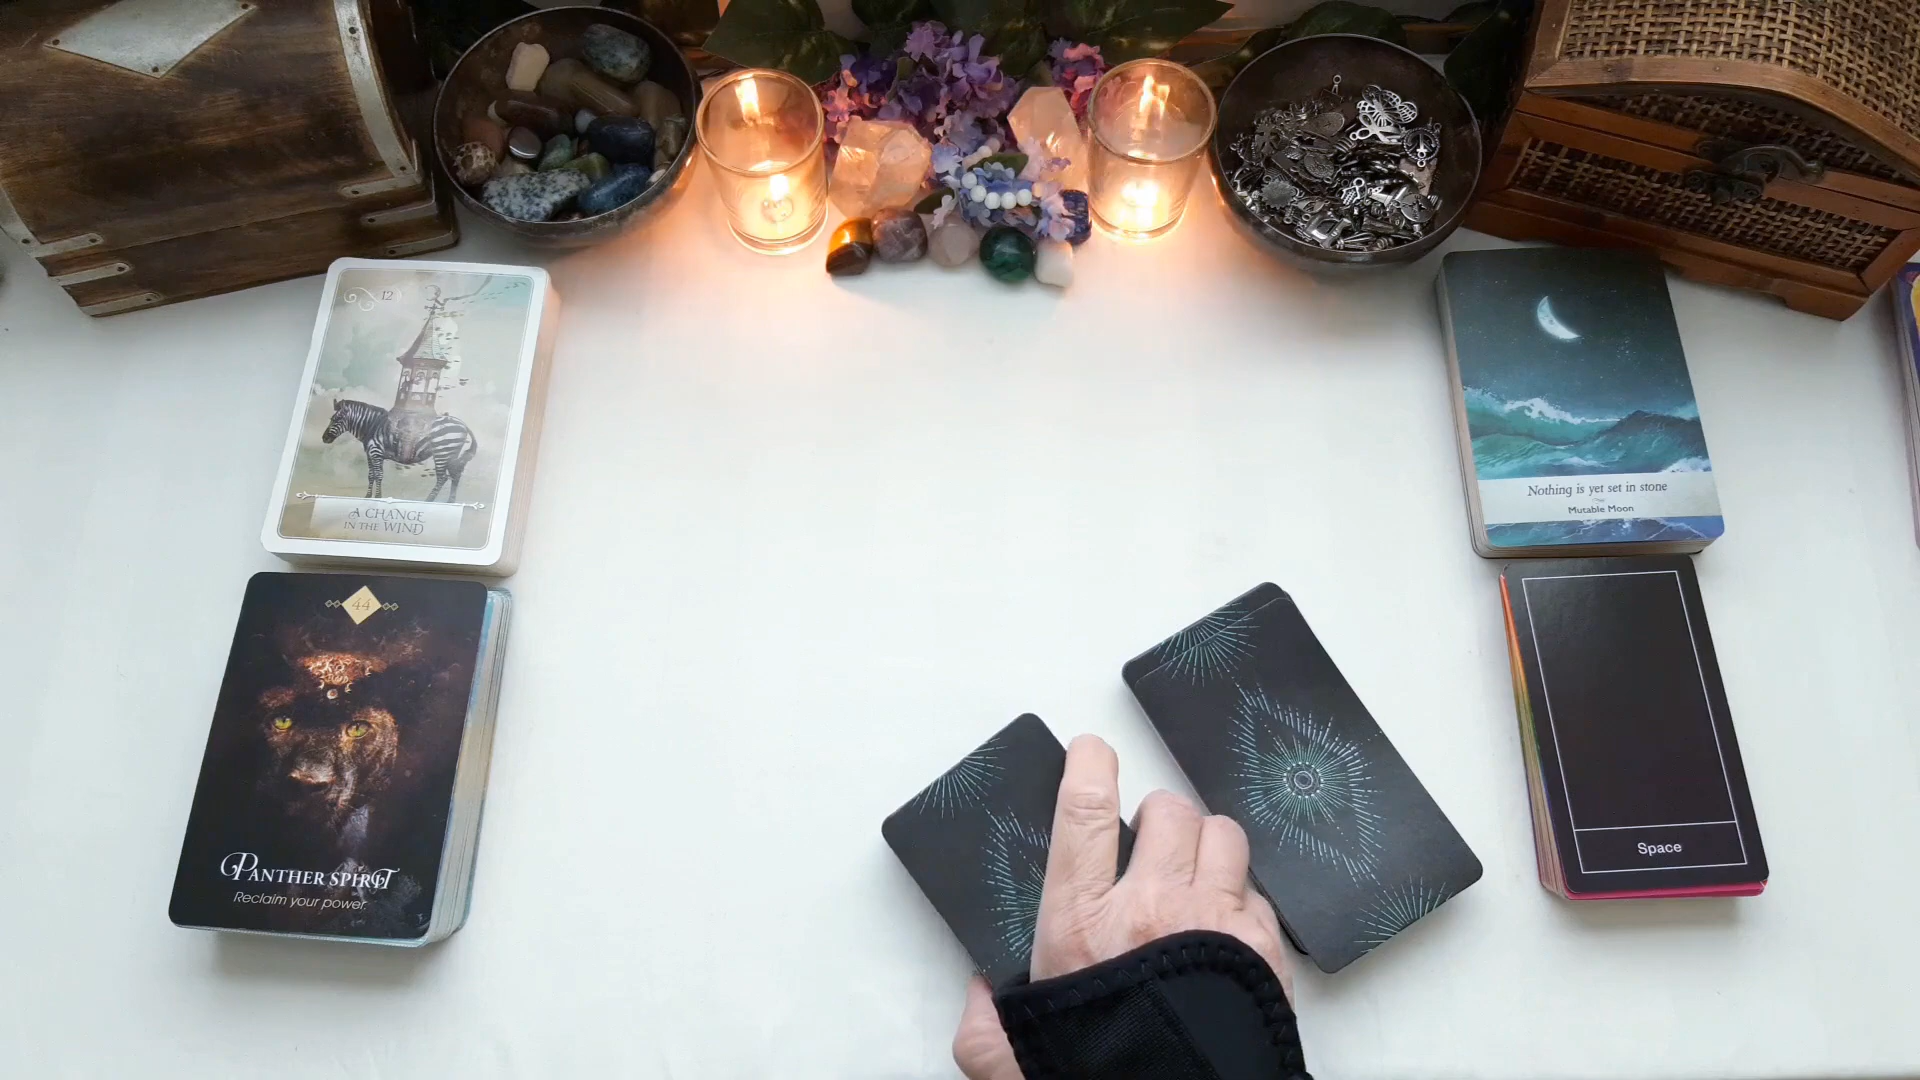 12
A CHANGE
IN THE WIND
44
PANTHER SPIRIT
Reclaim your power.
Nothing is yet set in stone
Mutable Moon
Space